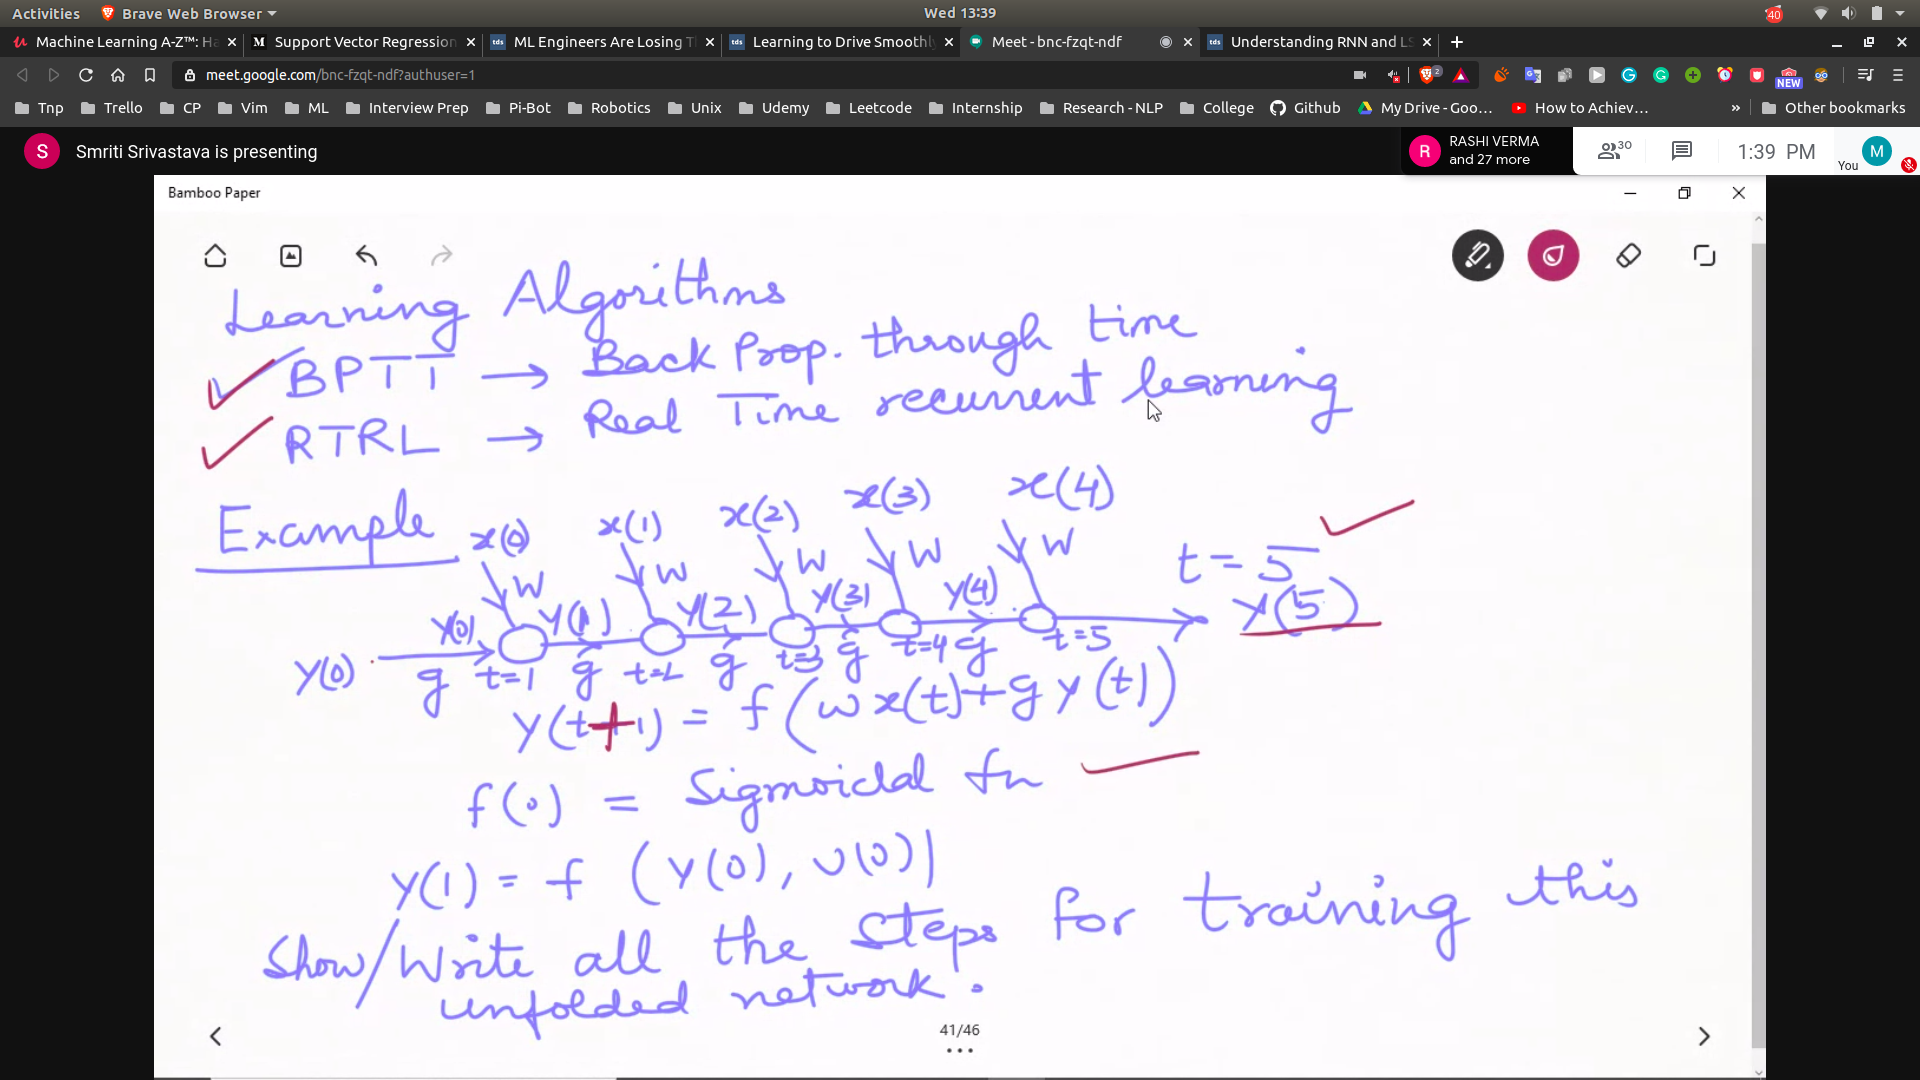 Activities Brave Web Browser Wed 13:39 40
Machine Learning A-Z™: Ha Support Vector Regression ML Engineers Are Losing T Learning to Drive Smoothly Meet - bnc-fzqt-ndf Understanding RNN and LS
meet.google.com/bnc-fzqt-ndf?authuser=1 2 NEW
Tnp Trello CP Vim ML Interview Prep Pi-Bot Robotics Unix Udemy Leetcode Internship Research - NLP College Github My Drive - Goo... How to Achiev... » Other bookmarks
S Smriti Srivastava is presenting
R RASHI VERMA
and 27 more
30 1:39 PM You M
Bamboo Paper
Learning Algorithms
BPTT → Back Prop. through time
RTRL → Real Time recurrent learning
Example
x(0) x(1) x(2) x(3) x(4)
W W W W W
t = 5
Y(0) Y(1) Y(2) Y(3) Y(4) Y(5)
Y(0) g t=1 g t=2 g t=3 g t=4 g t=5
Y(t+1) = f(w x(t) + g y(t))
f(0) = Sigmoidal fn
Y(1) = f (Y(0), U(0))
Show/Write all the steps for training this
unfolded network.
41/46